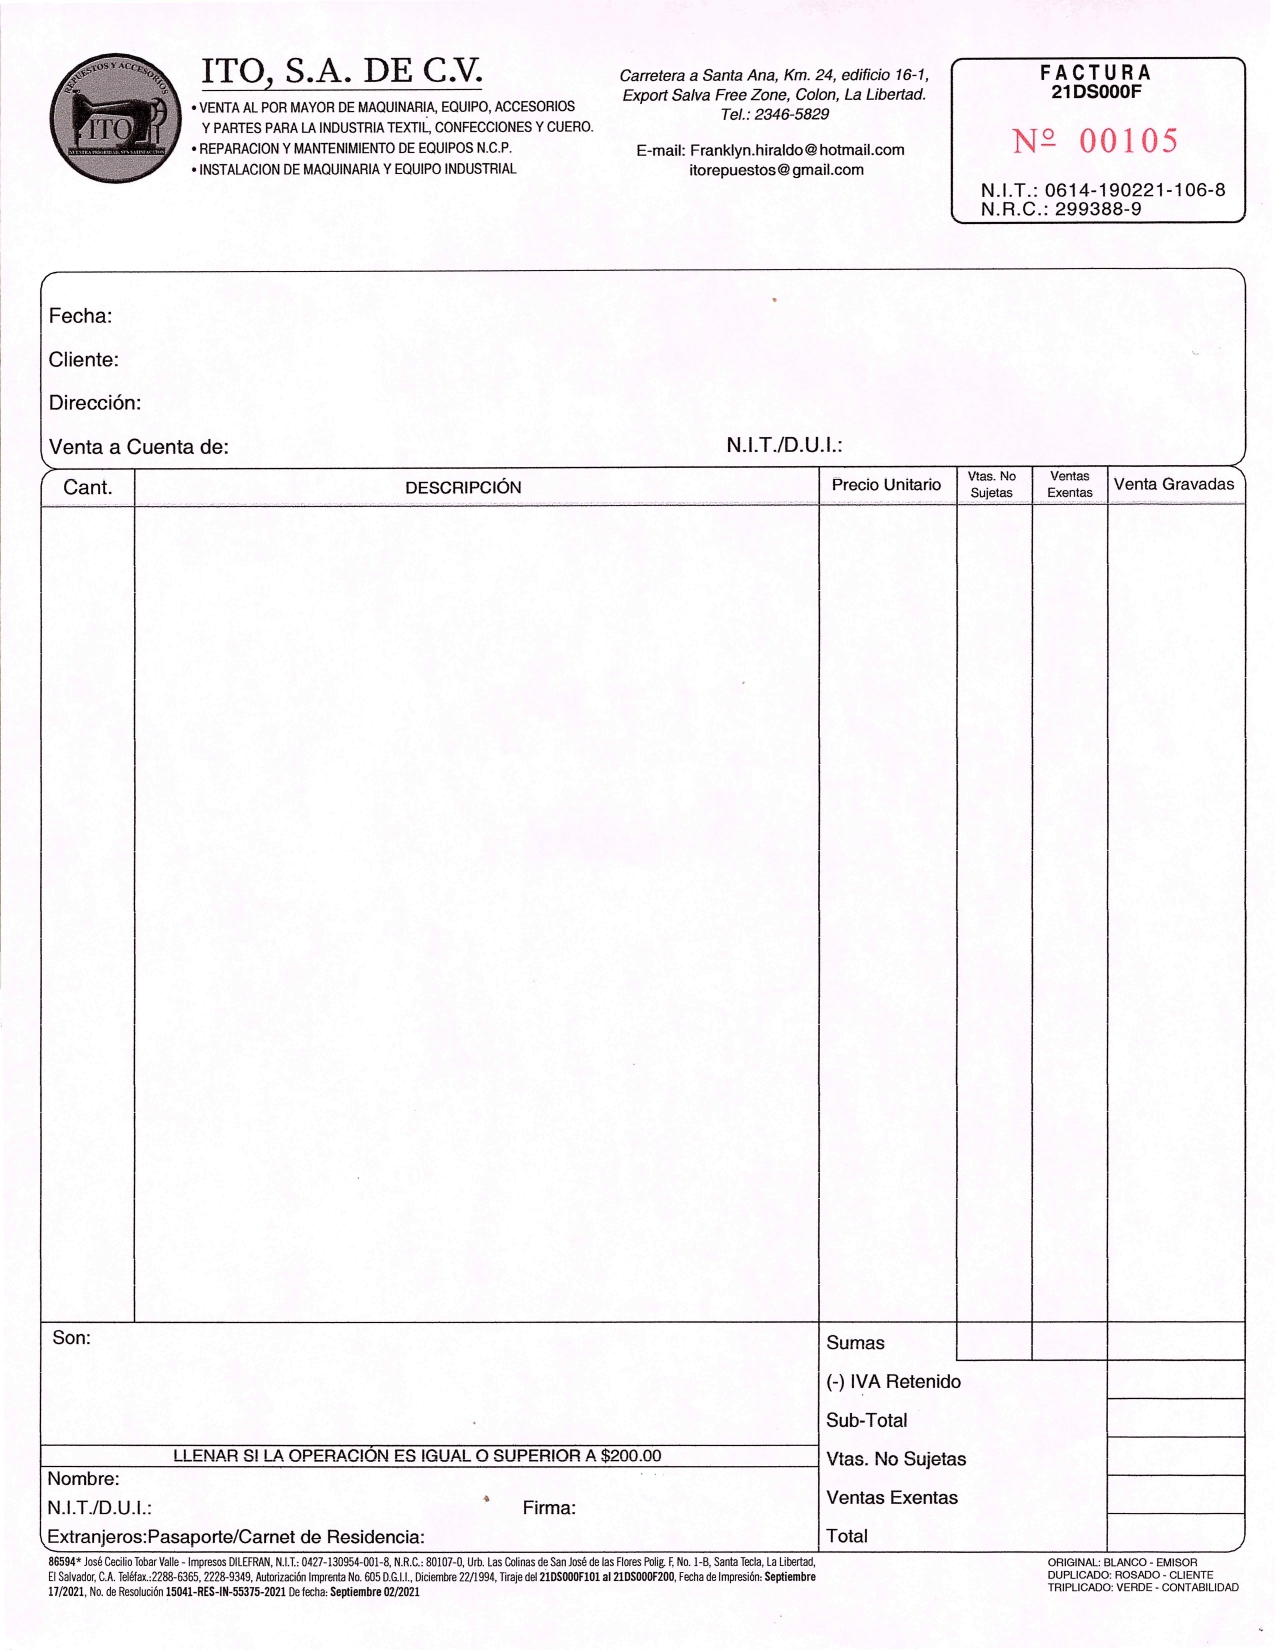 REPUESTOS Y ACCESORIOS
ITO
NUESTRA PRIORIDAD, SU SATISFACCION
ITO, S.A. DE C.V.
• VENTA AL POR MAYOR DE MAQUINARIA, EQUIPO, ACCESORIOS
Y PARTES PARA LA INDUSTRIA TEXTIL, CONFECCIONES Y CUERO.
• REPARACION Y MANTENIMIENTO DE EQUIPOS N.C.P.
• INSTALACION DE MAQUINARIA Y EQUIPO INDUSTRIAL
Carretera a Santa Ana, Km. 24, edificio 16-1,
Export Salva Free Zone, Colon, La Libertad.
Tel.: 2346-5829
E-mail: Franklyn.hiraldo@hotmail.com
itorepuestos@gmail.com
FACTURA
21DS000F
Nº 00105
N.I.T.: 0614-190221-106-8
N.R.C.: 299388-9
Fecha:
Cliente:
Dirección:
Venta a Cuenta de: N.I.T./D.U.I.:
Cant. DESCRIPCIÓN Precio Unitario Vtas. No Sujetas Ventas Exentas Venta Gravadas
Son:
Sumas
(-) IVA Retenido
Sub-Total
Vtas. No Sujetas
Ventas Exentas
Total
LLENAR SI LA OPERACIÓN ES IGUAL O SUPERIOR A $200.00
Nombre:
N.I.T./D.U.I.: Firma:
Extranjeros:Pasaporte/Carnet de Residencia:
86594* José Cecilio Tobar Valle - Impresos DILEFRAN, N.I.T.: 0427-130954-001-8, N.R.C.: 80107-0, Urb. Las Colinas de San José de las Flores Polig. F, No. 1-B, Santa Tecla, La Libertad,
El Salvador, C.A. Teléfax.:2288-6365, 2228-9349, Autorización Imprenta No. 605 D.G.I.I., Diciembre 22/1994, Tiraje del 21DS000F101 al 21DS000F200, Fecha de Impresión: Septiembre
17/2021, No. de Resolución 15041-RES-IN-55375-2021 De fecha: Septiembre 02/2021
ORIGINAL: BLANCO - EMISOR
DUPLICADO: ROSADO - CLIENTE
TRIPLICADO: VERDE - CONTABILIDAD